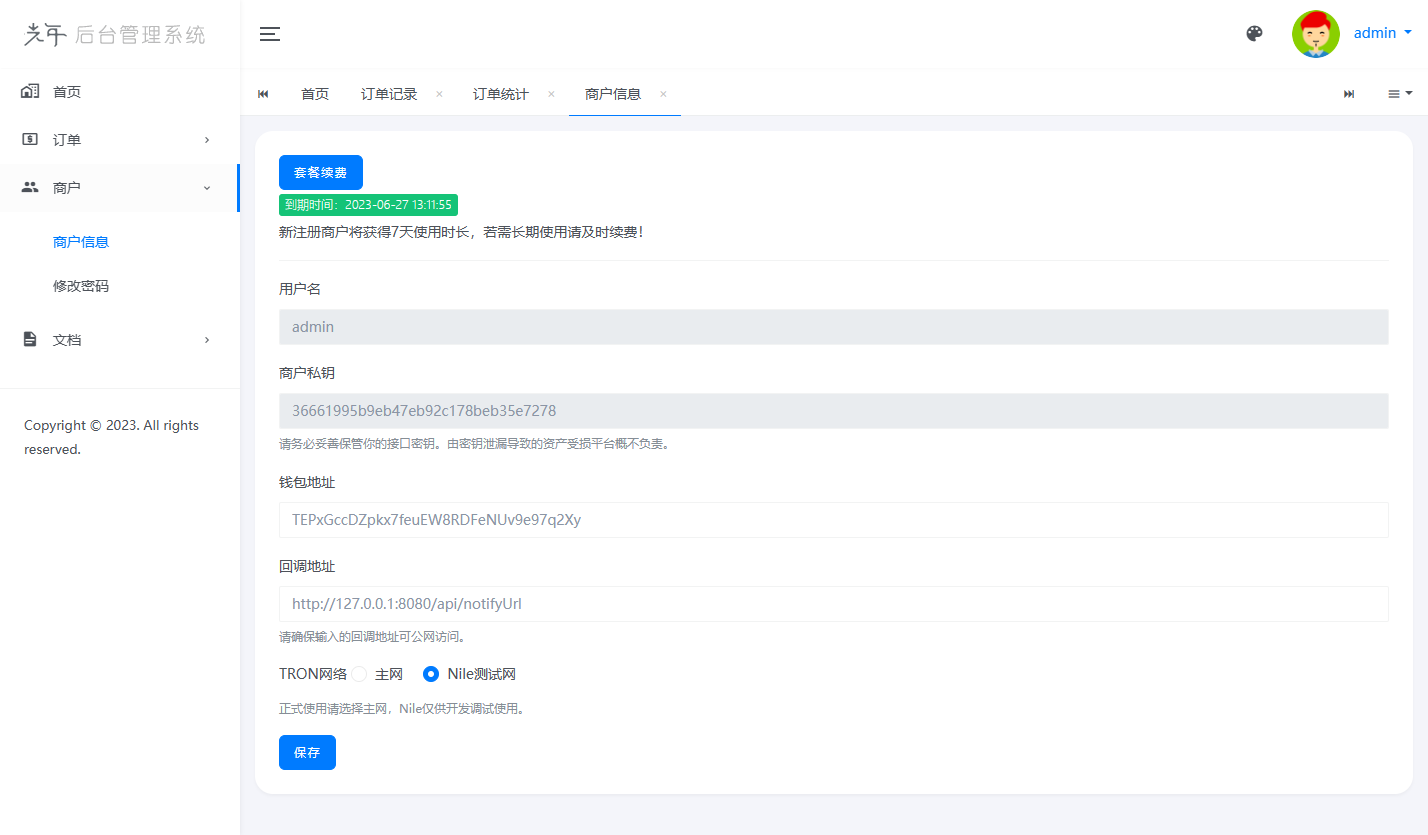 光年 后台管理系统
admin
首页
订单
商户
商户信息
修改密码
文档
Copyright © 2023. All rights
reserved.
首页 订单记录 × 订单统计 × 商户信息 ×
套餐续费
到期时间：2023-06-27 13:11:55
新注册商户将获得7天使用时长，若需长期使用请及时续费！
用户名
admin
商户私钥
36661995b9eb47eb92c178beb35e7278
请务必妥善保管你的接口密钥。由密钥泄漏导致的资产受损平台概不负责。
钱包地址
TEPxGccDZpkx7feuEW8RDFeNUv9e97q2Xy
回调地址
http://127.0.0.1:8080/api/notifyUrl
请确保输入的回调地址可公网访问。
TRON网络 主网 Nile测试网
正式使用请选择主网，Nile仅供开发调试使用。
保存